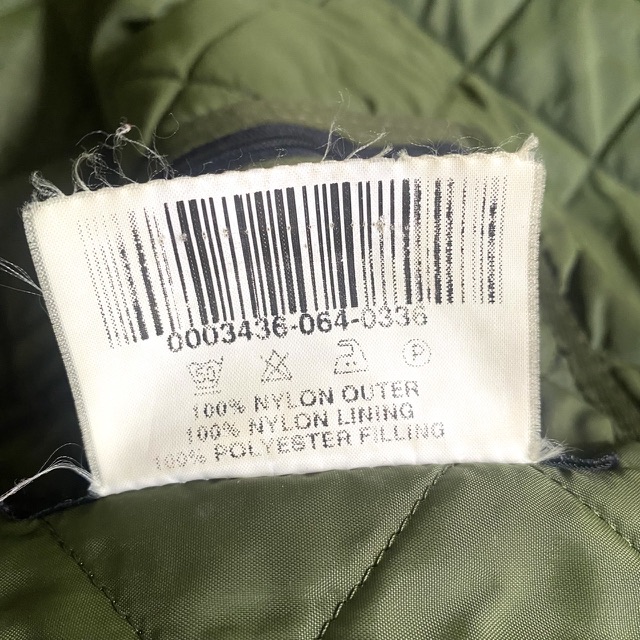 0003436-064-0336
100% NYLON OUTER
100% NYLON LINING
100% POLYESTER FILLING